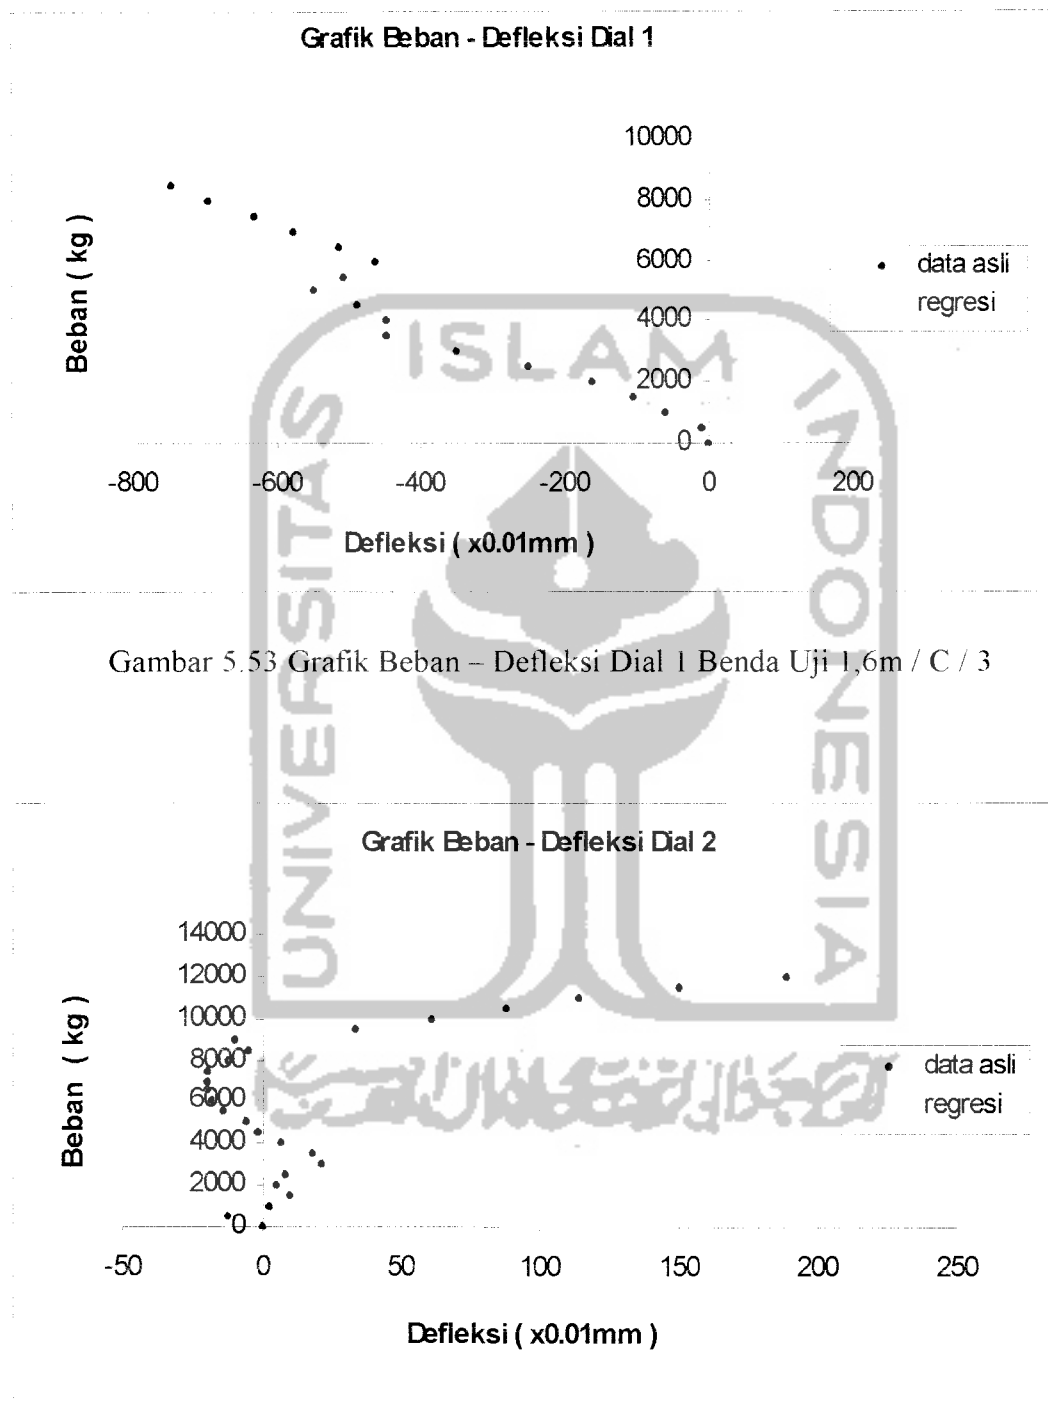 Grafik Beban - Defleksi Dial 1
10000
8000
6000
4000
2000
0
Beban ( kg )
data asli
regresi
-800 -600 -400 -200 0 200
Defleksi ( x0.01mm )
Gambar 5.53 Grafik Beban – Defleksi Dial 1 Benda Uji 1,6m / C / 3
Grafik Beban - Defleksi Dial 2
14000
12000
10000
8000
6000
4000
2000
0
Beban ( kg )
data asli
regresi
-50 0 50 100 150 200 250
Defleksi ( x0.01mm )
UNIVERSITAS
ISLAM
INDONESIA